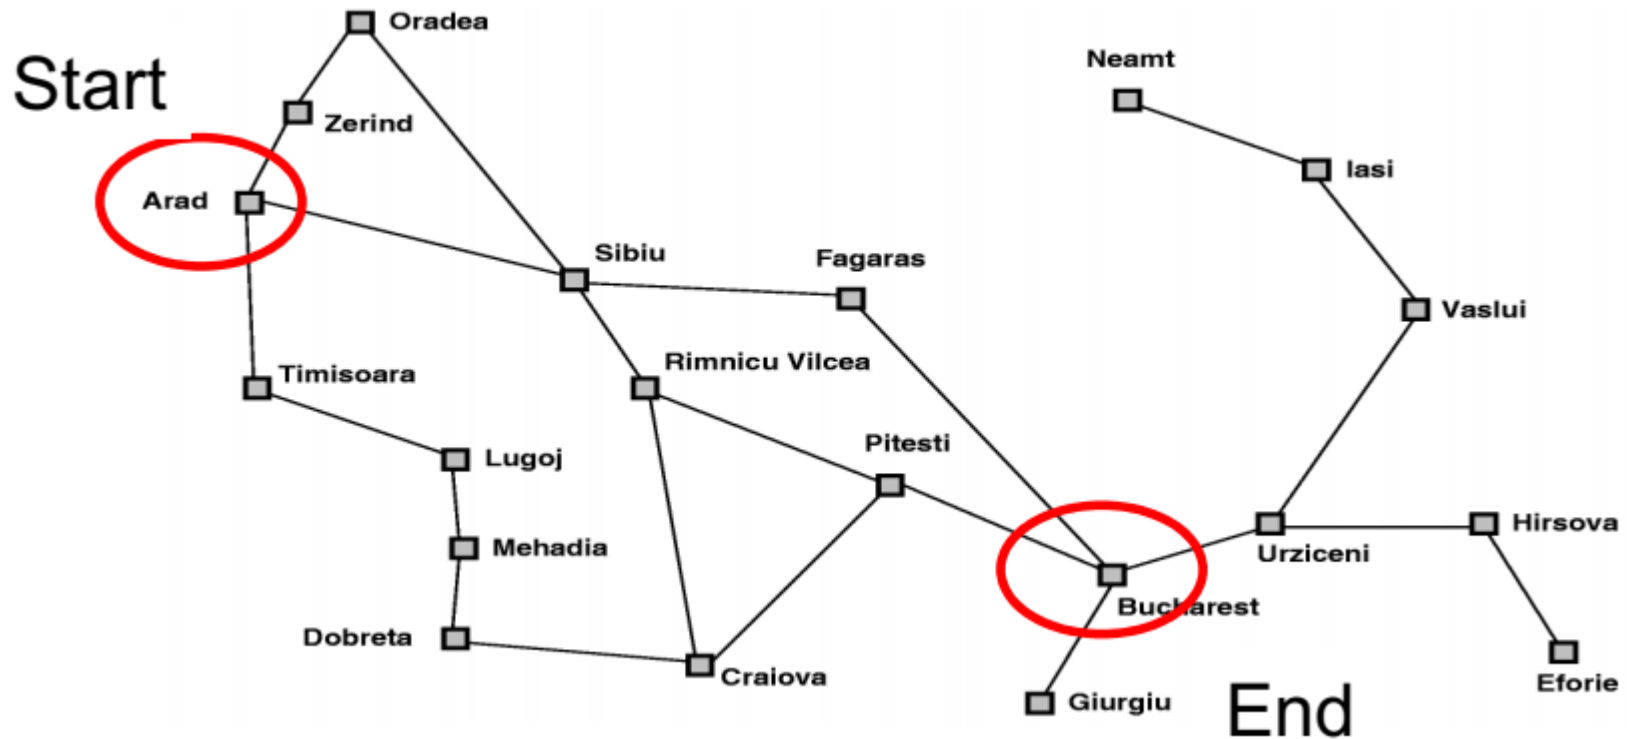 Oradea
Neamt
Start
Zerind
Iasi
Arad
Sibiu
Fagaras
Vaslui
Rimnicu Vilcea
Timisoara
Pitesti
Lugoj
Hirsova
Mehadia
Urziceni
Bucharest
Dobreta
Craiova
Eforie
Giurgiu
End